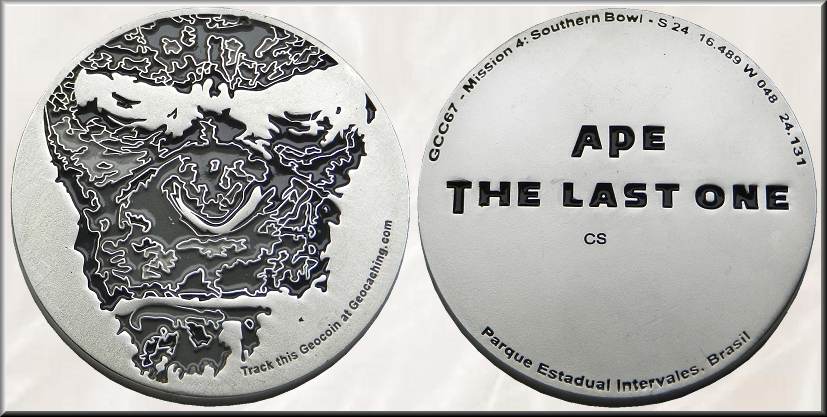 Track this Geocoin at Geocaching.com
GCC67 - Mission 4: Southern Bowl - S 24 16.489 W 048 24.131
APE
THE LAST ONE
CS
Parque Estadual Intervales, Brasil